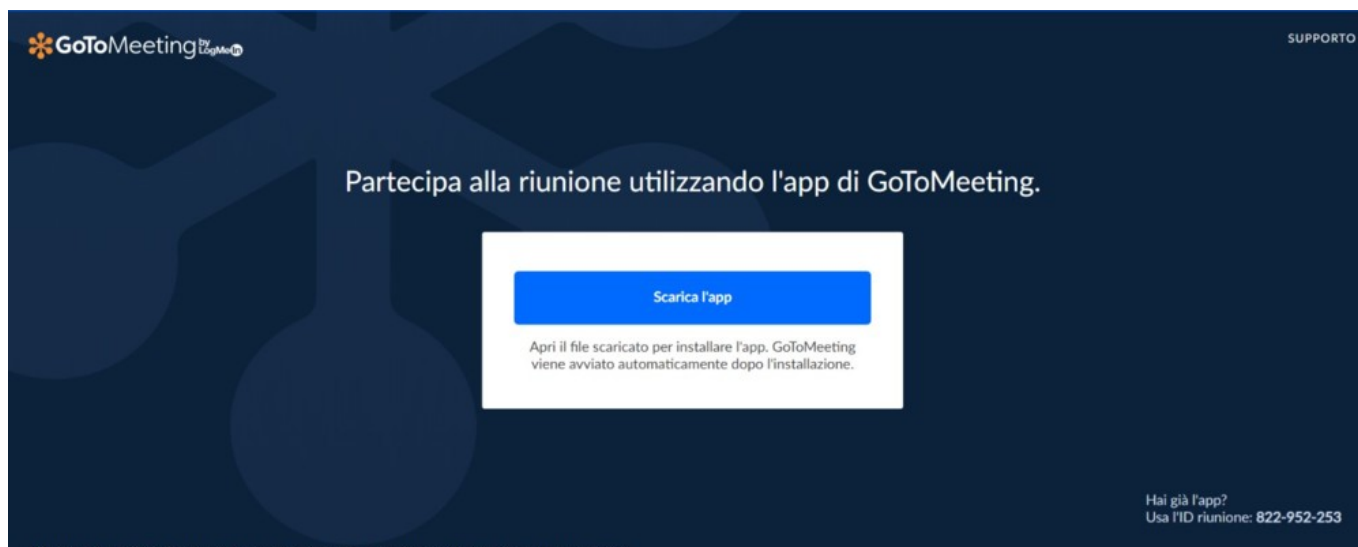 GoToMeeting by LogMeIn
SUPPORTO
Partecipa alla riunione utilizzando l'app di GoToMeeting.
Scarica l'app
Apri il file scaricato per installare l'app. GoToMeeting
viene avviato automaticamente dopo l'installazione.
Hai già l'app?
Usa l'ID riunione: 822-952-253